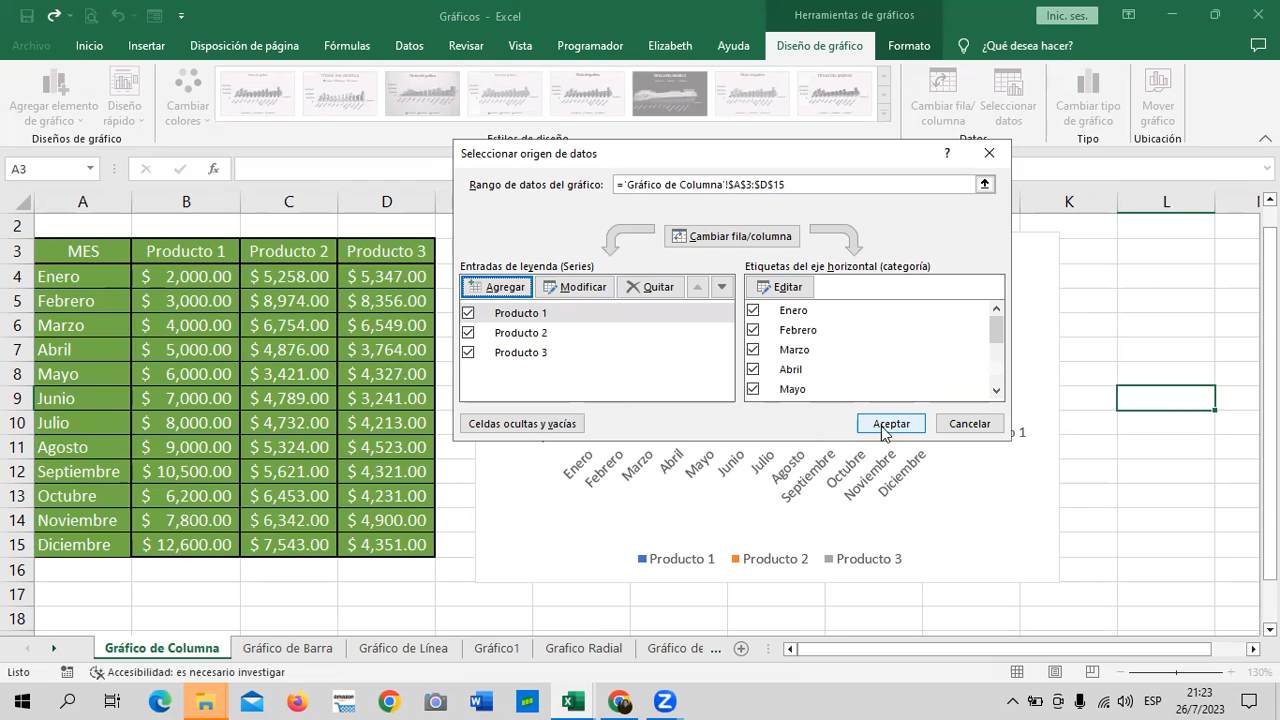 Gráficos - Excel
Herramientas de gráficos
Inic. ses.
Archivo Inicio Insertar Disposición de página Fórmulas Datos Revisar Vista Programador Elizabeth Ayuda Diseño de gráfico Formato ¿Qué desea hacer?
Agregar elemento de gráfico
Diseño rápido
Cambiar colores
Cambiar fila/ columna
Seleccionar datos
Cambiar tipo de gráfico
Mover gráfico
Diseños de gráfico
Estilos de diseño
Datos
Tipo
Ubicación
A3
fx
A B C D K L
2
3 MES Producto 1 Producto 2 Producto 3
4 Enero $ 2,000.00 $ 5,258.00 $ 5,347.00
5 Febrero $ 3,000.00 $ 8,974.00 $ 8,356.00
6 Marzo $ 4,000.00 $ 6,754.00 $ 6,549.00
7 Abril $ 5,000.00 $ 4,876.00 $ 3,764.00
8 Mayo $ 6,000.00 $ 3,421.00 $ 4,327.00
9 Junio $ 7,000.00 $ 4,789.00 $ 3,241.00
10 Julio $ 8,000.00 $ 4,732.00 $ 4,213.00
11 Agosto $ 9,000.00 $ 5,324.00 $ 4,523.00
12 Septiembre $ 10,500.00 $ 5,621.00 $ 4,321.00
13 Octubre $ 6,200.00 $ 6,453.00 $ 4,231.00
14 Noviembre $ 7,800.00 $ 6,342.00 $ 4,900.00
15 Diciembre $ 12,600.00 $ 7,543.00 $ 4,351.00
16
17
18
Seleccionar origen de datos
? 
Rango de datos del gráfico: ='Gráfico de Columna'!$A$3:$D$15
Cambiar fila/columna
Entradas de leyenda (Series)
Etiquetas del eje horizontal (categoría)
Agregar Modificar Quitar
Editar
Producto 1
Producto 2
Producto 3
Enero
Febrero
Marzo
Abril
Mayo
Celdas ocultas y vacías
Aceptar
Cancelar
o 1
Enero Febrero Marzo Abril Mayo Junio Julio Agosto Septiembre Octubre Noviembre Diciembre
Producto 1 Producto 2 Producto 3
Gráfico de Columna Gráfico de Barra Gráfico de Línea Gráfico1 Grafico Radial Gráfico de ...
Listo
Accesibilidad: es necesario investigar
130%
ESP
21:23
26/7/2023